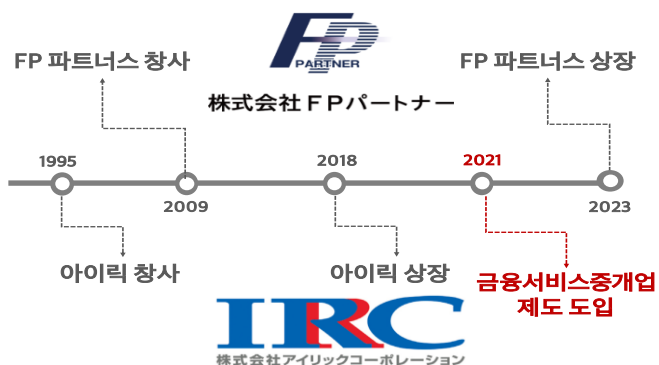 FP
PARTNER
FP 파트너스 창사
FP 파트너스 상장
株式会社ＦＰパートナー
1995
2018
2021
2009
2023
아이릭 창사
아이릭 상장
금융서비스중개업
제도 도입
IRC
株式会社アイリックコーポレーション